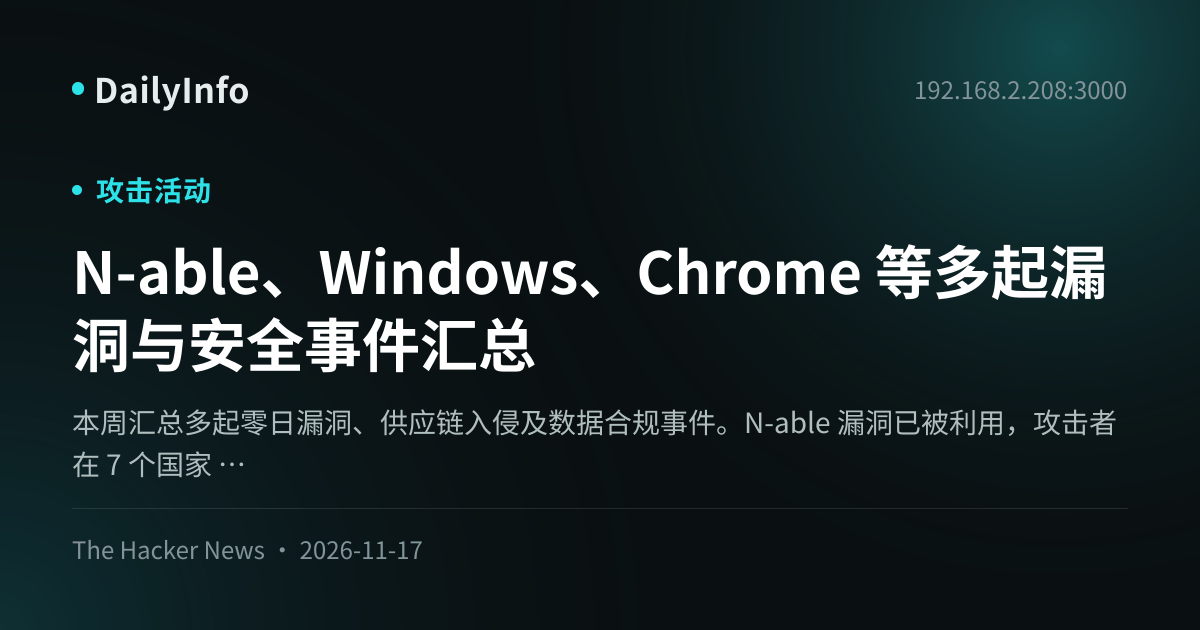 DailyInfo
192.168.2.208:3000
攻击活动
N-able、Windows、Chrome 等多起漏
洞与安全事件汇总
本周汇总多起零日漏洞、供应链入侵及数据合规事件。N-able 漏洞已被利用，攻击者
在 7 个国家 …
The Hacker News • 2026-11-17